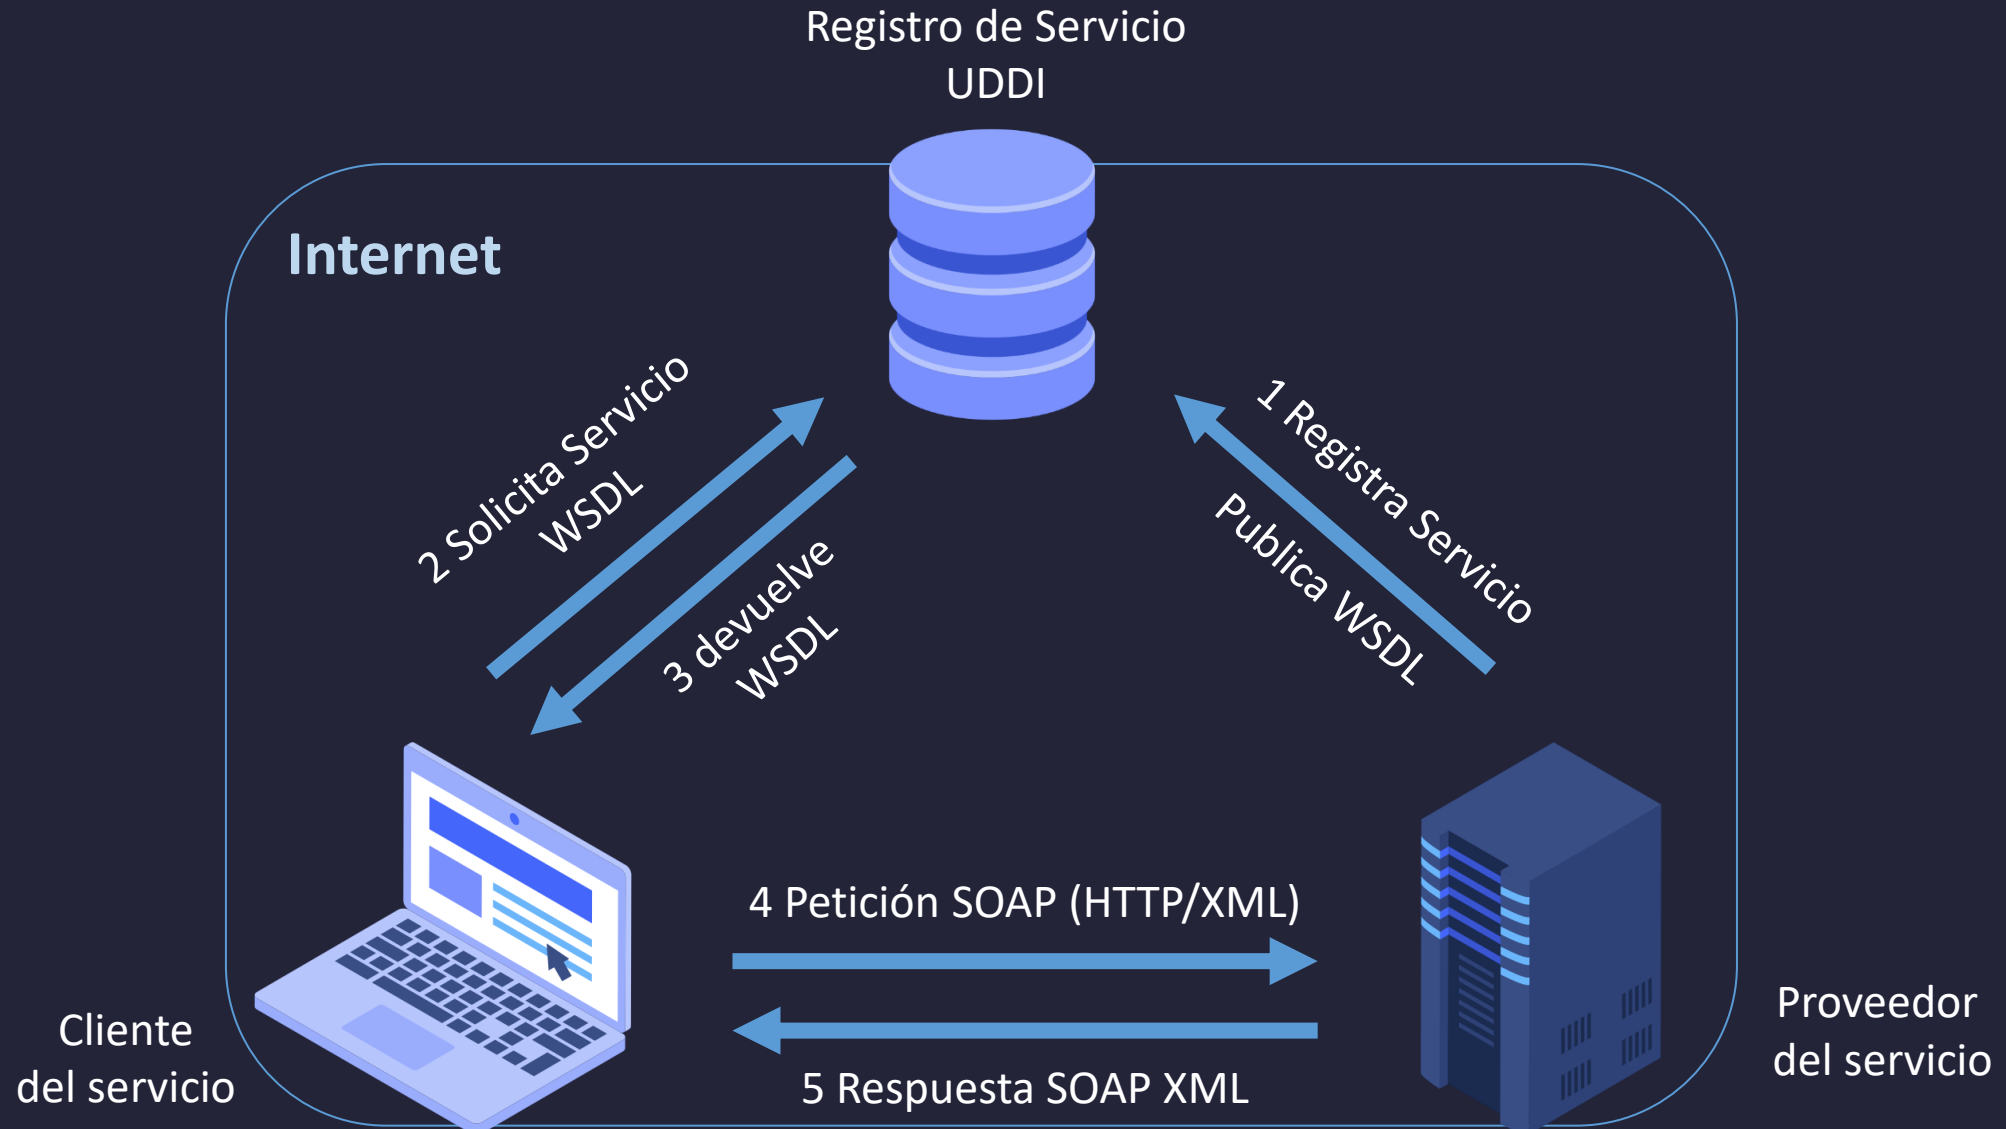 Registro de Servicio
UDDI
Internet
2 Solicita Servicio
WSDL
3 devuelve
WSDL
1 Registra Servicio
Publica WSDL
4 Petición SOAP (HTTP/XML)
5 Respuesta SOAP XML
Cliente
del servicio
Proveedor
del servicio